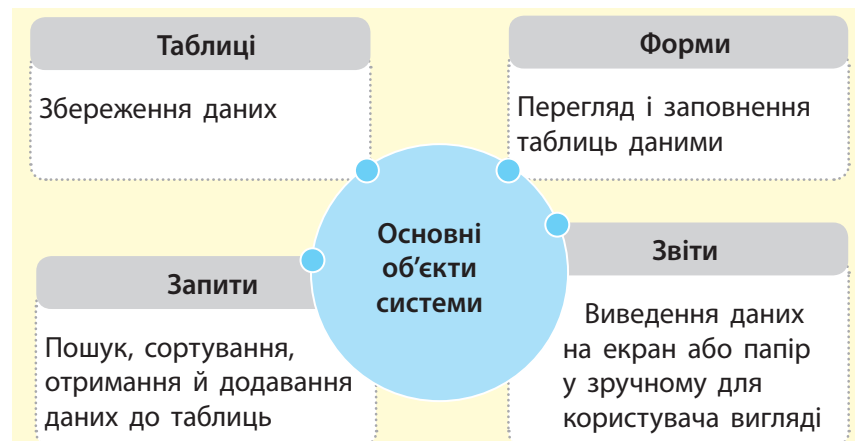 Таблиці
Збереження даних
Форми
Перегляд і заповнення
таблиць даними
Основні
об’єкти
системи
Запити
Пошук, сортування,
отримання й додавання
даних до таблиць
Звіти
Виведення даних
на екран або папір
у зручному для
користувача вигляді